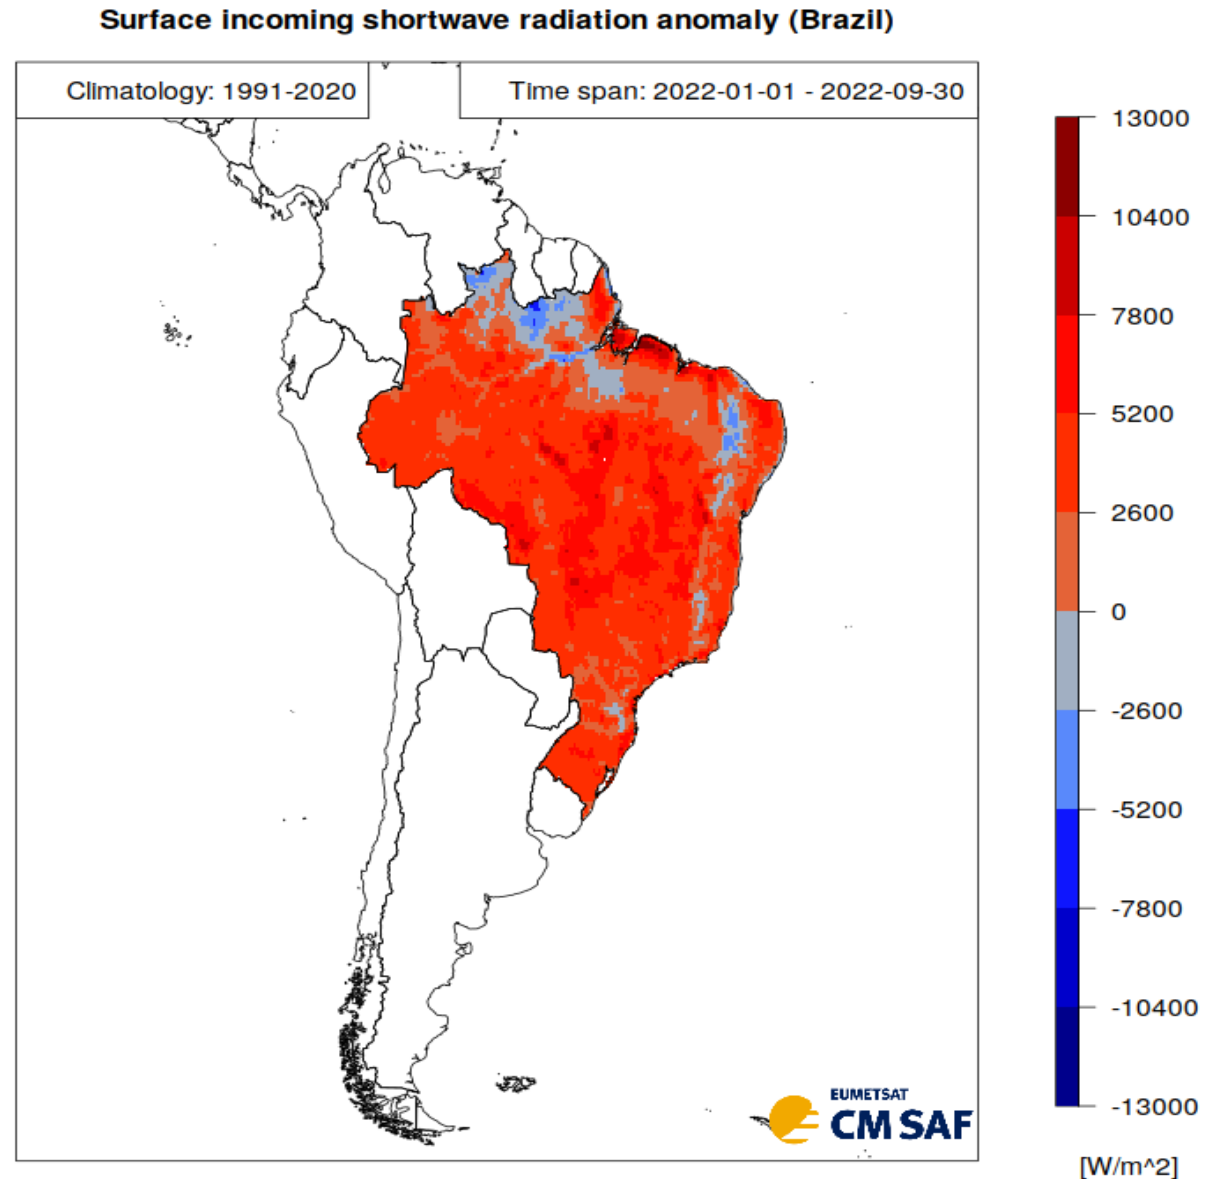 Surface incoming shortwave radiation anomaly (Brazil)
Climatology: 1991-2020
Time span: 2022-01-01 - 2022-09-30
13000
10400
7800
5200
2600
0
-2600
-5200
-7800
-10400
-13000
[W/m^2]
EUMETSAT
CM SAF